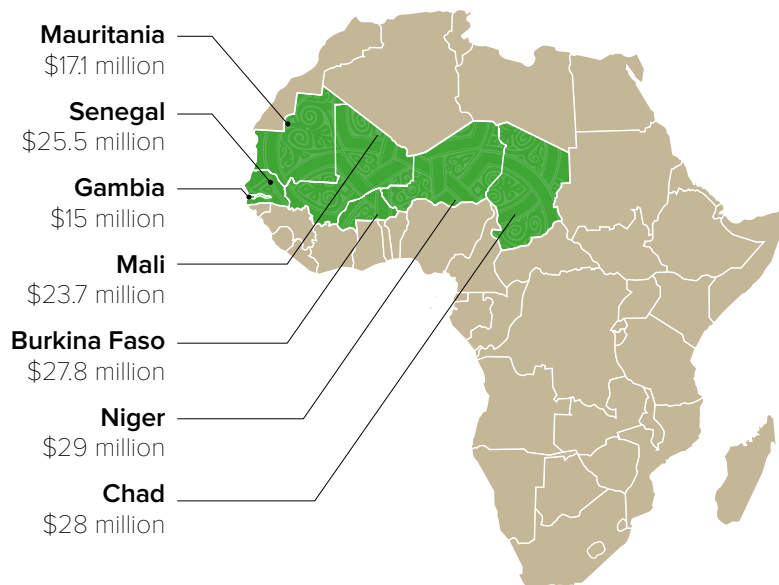 Mauritania
$17.1 million
Senegal
$25.5 million
Gambia
$15 million
Mali
$23.7 million
Burkina Faso
$27.8 million
Niger
$29 million
Chad
$28 million